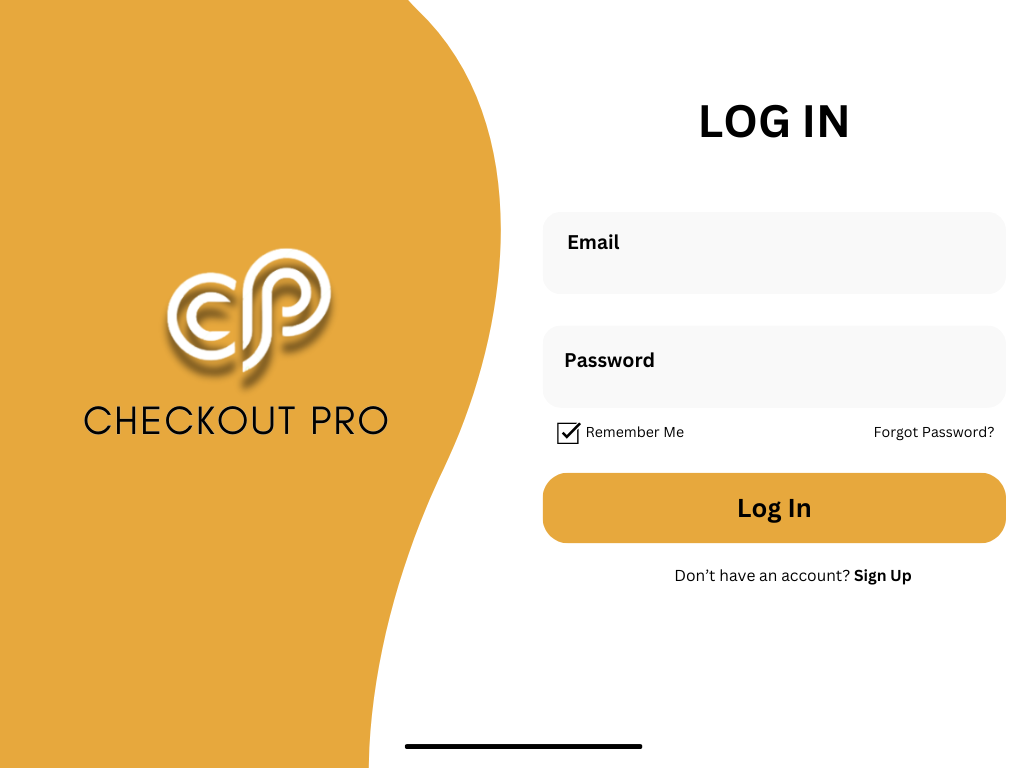 CP
CHECKOUT PRO
LOG IN
Email
Password
Remember Me
Forgot Password?
Log In
Don’t have an account? Sign Up